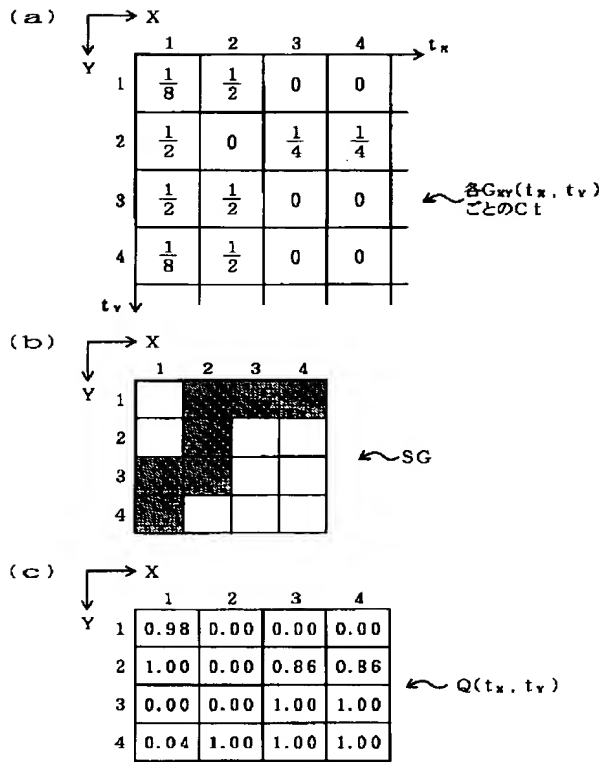 (a) X
Y 1 2 3 4 tx
1 1/8 1/2 0 0
2 1/2 0 1/4 1/4
3 1/2 1/2 0 0
4 1/8 1/2 0 0
各GXY(tx, tY)
ごとのCt
tY
(b) X
Y 1 2 3 4
1
2
3
4
SG
(c) X
Y 1 2 3 4
1 0.98 0.00 0.00 0.00
2 1.00 0.00 0.86 0.86
3 0.00 0.00 1.00 1.00
4 0.04 1.00 1.00 1.00
Q(tx, tY)